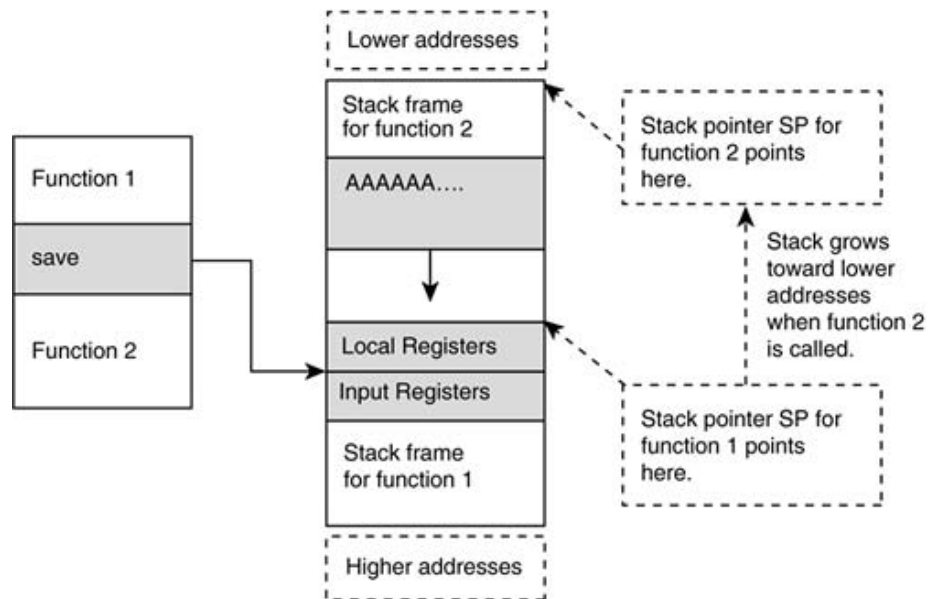 Lower addresses
Stack frame
for function 2
AAAAAA....
Local Registers
Input Registers
Stack frame
for function 1
Higher addresses
Function 1
save
Function 2
Stack pointer SP for
function 2 points
here.
Stack grows
toward lower
addresses
when function 2
is called.
Stack pointer SP for
function 1 points
here.